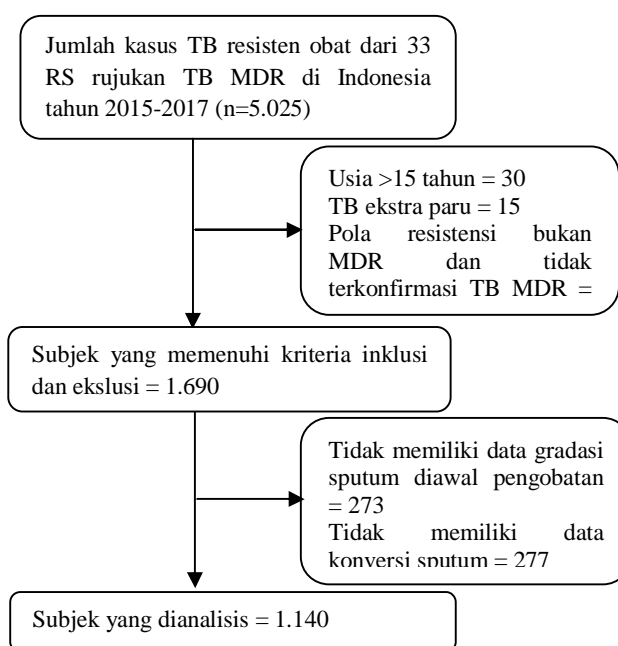 Jumlah kasus TB resisten obat dari 33
RS rujukan TB MDR di Indonesia
tahun 2015-2017 (n=5.025)
Usia >15 tahun = 30
TB ekstra paru = 15
Pola resistensi bukan
MDR dan tidak
terkonfirmasi TB MDR =
Subjek yang memenuhi kriteria inklusi
dan ekslusi = 1.690
Tidak memiliki data gradasi
sputum diawal pengobatan
= 273
Tidak memiliki data
konversi sputum = 277
Subjek yang dianalisis = 1.140